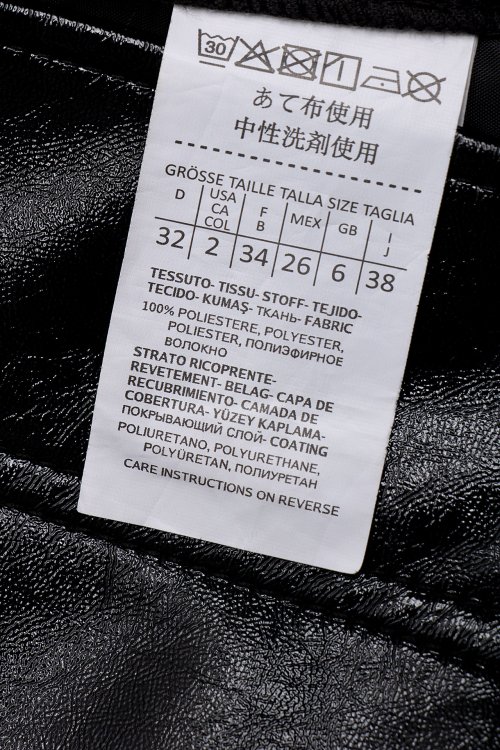 30
あて布使用
中性洗剤使用
GRÖSSE TAILLE TALLA SIZE TAGLIA
D USA CA COL F B MEX GB I J
32 2 34 26 6 38
TESSUTO- TISSU- STOFF- TEJIDO-
TECIDO- KUMAŞ- ТКАНЬ- FABRIC
100% POLIESTERE, POLYESTER,
POLIESTER, ПОЛИЭФИРНОЕ
ВОЛОКНО
STRATO RICOPRENTE-
REVETEMENT- BELAG- CAPA DE
RECUBRIMENTO- CAMADA DE
COBERTURA- YÜZEY KAPLAMA-
ПОКРЫВАЮЩИЙ СЛОЙ- COATING
POLIURETANO, POLYURETHANE,
POLYÜRETAN, ПОЛИУРЕТАН
CARE INSTRUCTIONS ON REVERSE